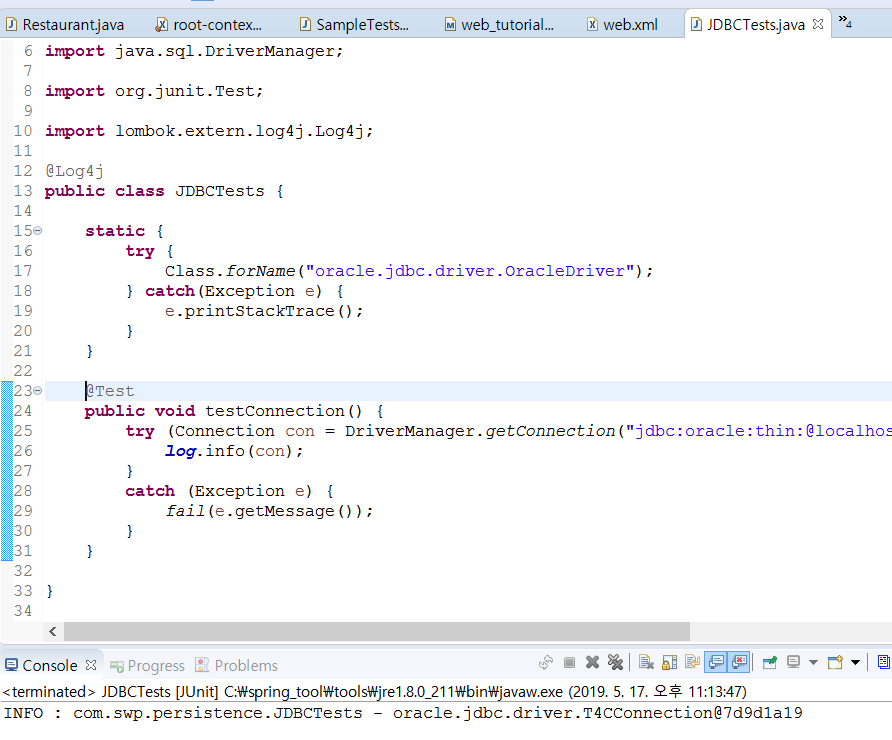 Restaurant.java root-contex... SampleTests... web_tutorial... web.xml JDBCTests.java »4
6 import java.sql.DriverManager;
7
8 import org.junit.Test;
9
10 import lombok.extern.log4j.Log4j;
11
12 @Log4j
13 public class JDBCTests {
14
15 static {
16 try {
17 Class.forName("oracle.jdbc.driver.OracleDriver");
18 } catch(Exception e) {
19 e.printStackTrace();
20 }
21 }
22
23 @Test
24 public void testConnection() {
25 try (Connection con = DriverManager.getConnection("jdbc:oracle:thin:@localhos
26 log.info(con);
27 }
28 catch (Exception e) {
29 fail(e.getMessage());
30 }
31 }
32
33 }
34
Console Progress Problems
<terminated> JDBCTests [JUnit] C:₩spring_tool₩tools₩jre1.8.0_211₩bin₩javaw.exe (2019. 5. 17. 오후 11:13:47)
INFO : com.swp.persistence.JDBCTests - oracle.jdbc.driver.T4CConnection@7d9d1a19